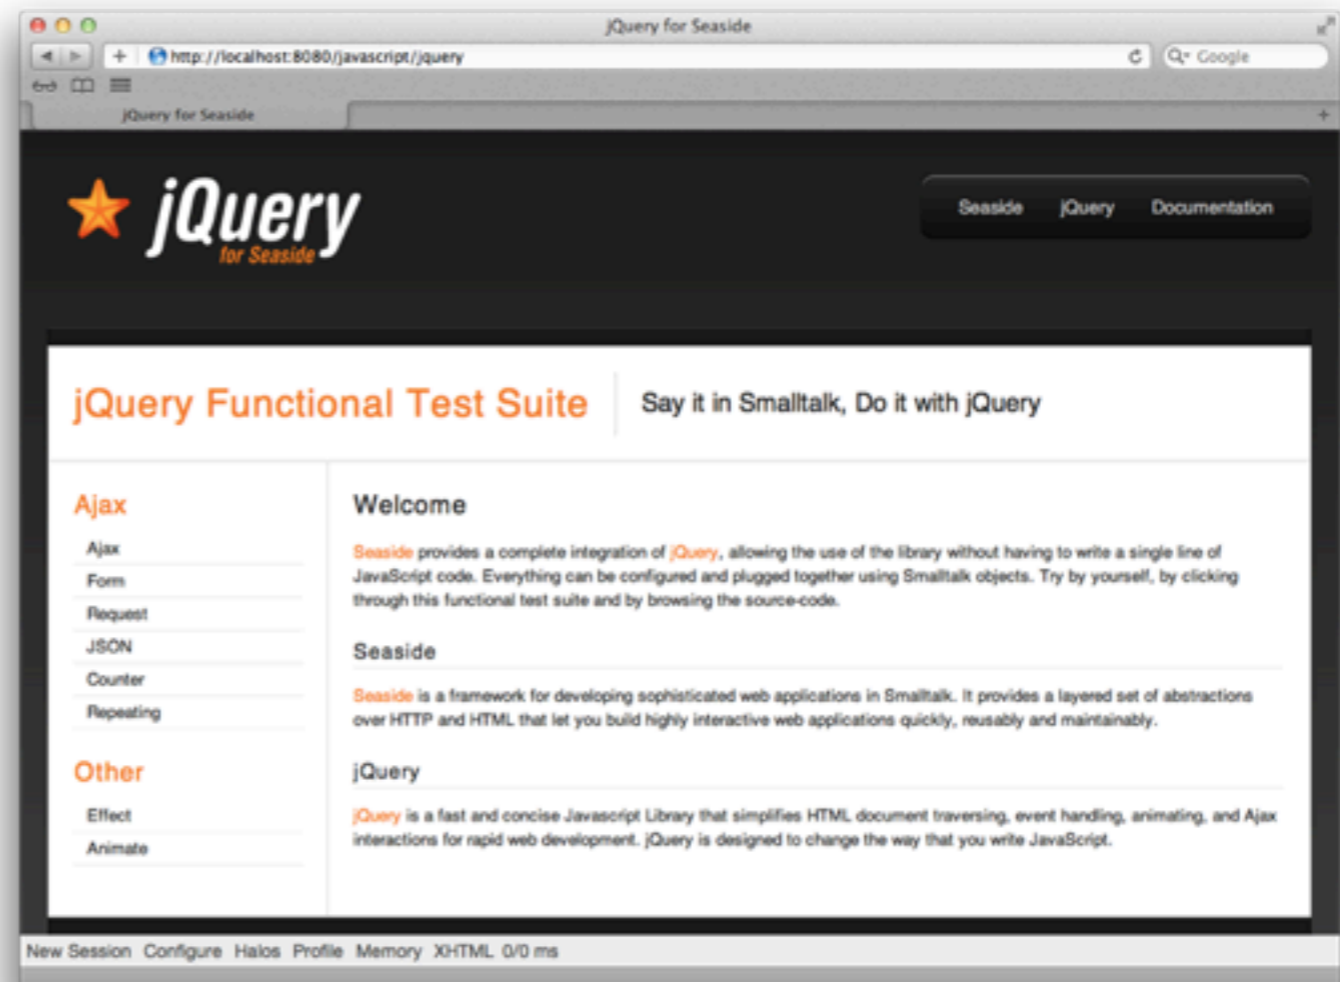 jQuery for Seaside
http://localhost:8080/javascript/jquery
Google
jQuery for Seaside
jQuery
for Seaside
Seaside jQuery Documentation
jQuery Functional Test Suite
Say it in Smalltalk, Do it with jQuery
Ajax
Ajax
Form
Request
JSON
Counter
Repeating
Other
Effect
Animate
Welcome
Seaside provides a complete integration of jQuery, allowing the use of the library without having to write a single line of
JavaScript code. Everything can be configured and plugged together using Smalltalk objects. Try by yourself, by clicking
through this functional test suite and by browsing the source-code.
Seaside
Seaside is a framework for developing sophisticated web applications in Smalltalk. It provides a layered set of abstractions
over HTTP and HTML that let you build highly interactive web applications quickly, reusably and maintainably.
jQuery
jQuery is a fast and concise Javascript Library that simplifies HTML document traversing, event handling, animating, and Ajax
interactions for rapid web development. jQuery is designed to change the way that you write JavaScript.
New Session Configure Halos Profile Memory XHTML 0/0 ms